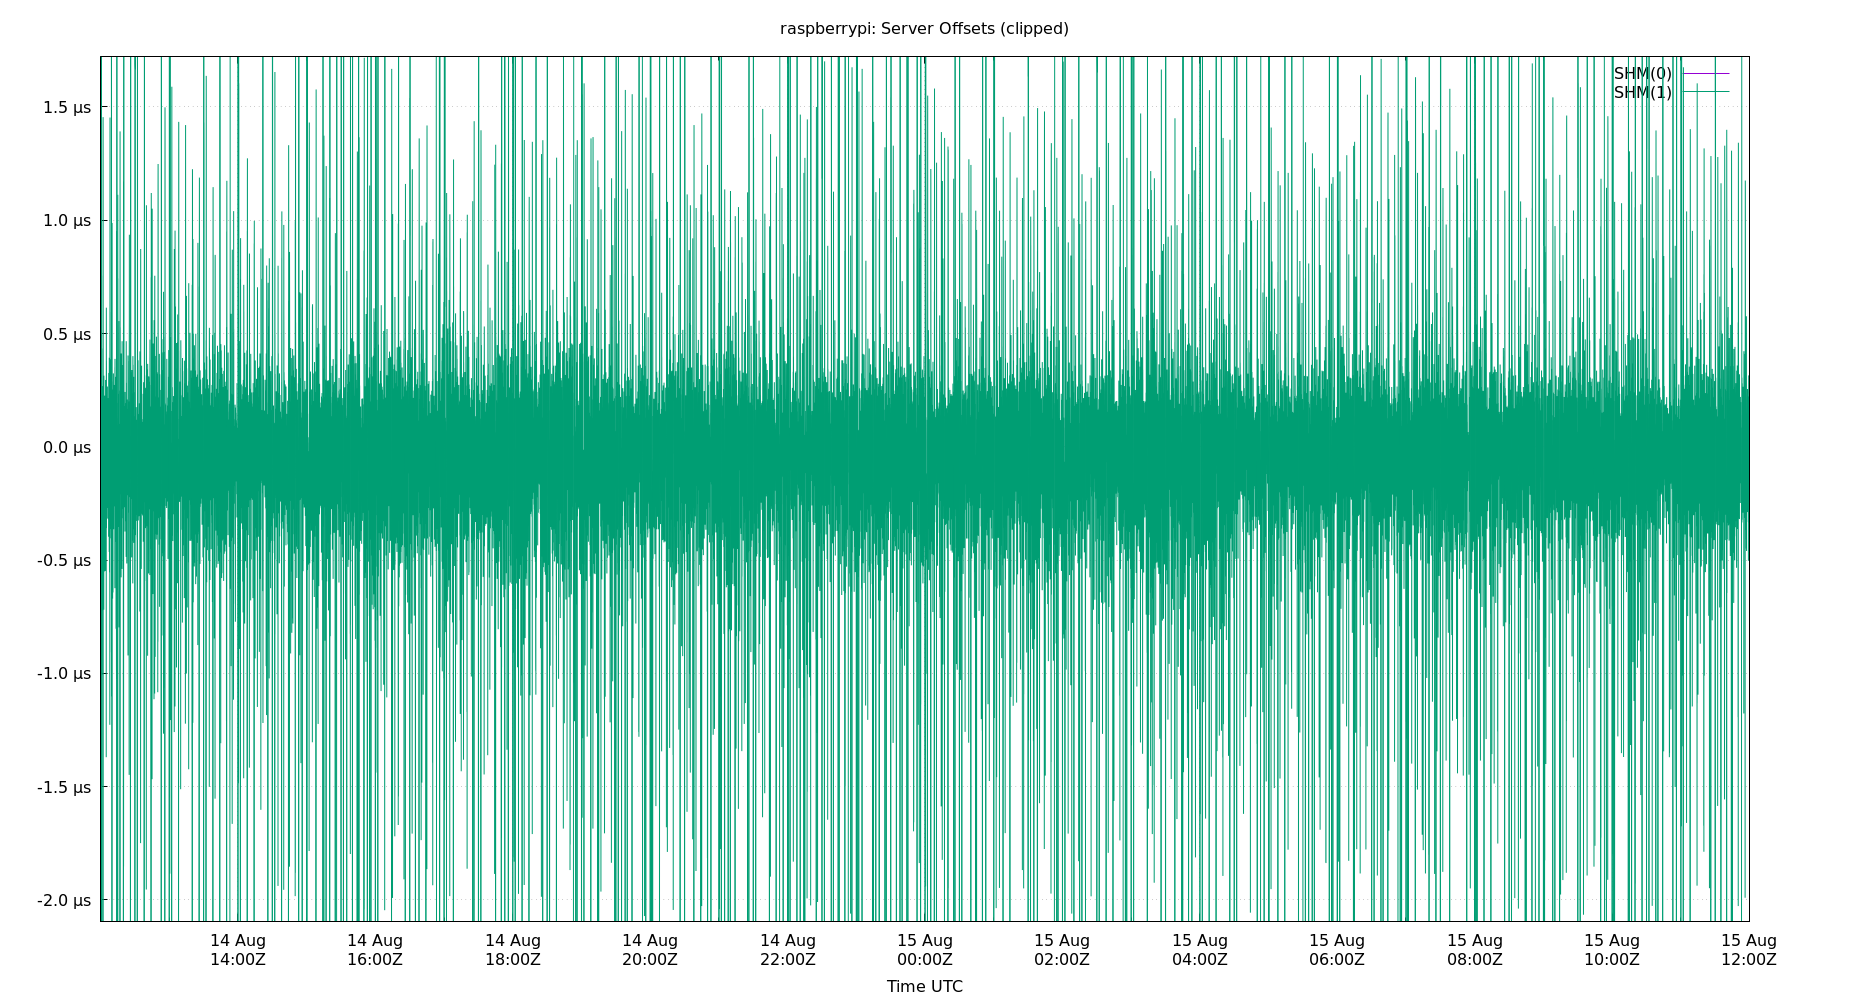 raspberrypi: Server Offsets (clipped)
SHM(0)
SHM(1)
1.5 µs
1.0 µs
0.5 µs
0.0 µs
-0.5 µs
-1.0 µs
-1.5 µs
-2.0 µs
14 Aug 14 Aug 14 Aug 14 Aug 14 Aug 15 Aug 15 Aug 15 Aug 15 Aug 15 Aug 15 Aug 15 Aug
14:00Z 16:00Z 18:00Z 20:00Z 22:00Z 00:00Z 02:00Z 04:00Z 06:00Z 08:00Z 10:00Z 12:00Z
Time UTC